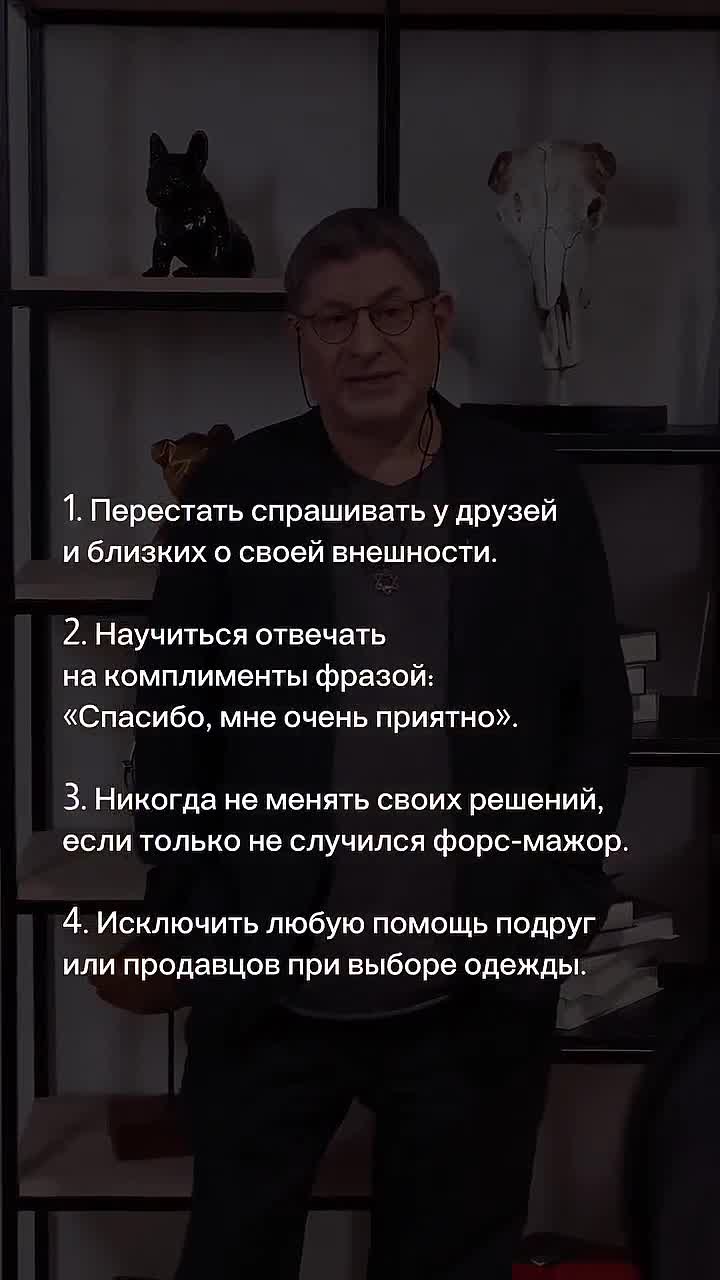 1. Перестать спрашивать у друзей
и близких о своей внешности.
2. Научиться отвечать
на комплименты фразой:
«Спасибо, мне очень приятно».
3. Никогда не менять своих решений,
если только не случился форс-мажор.
4. Исключить любую помощь подруг
или продавцов при выборе одежды.